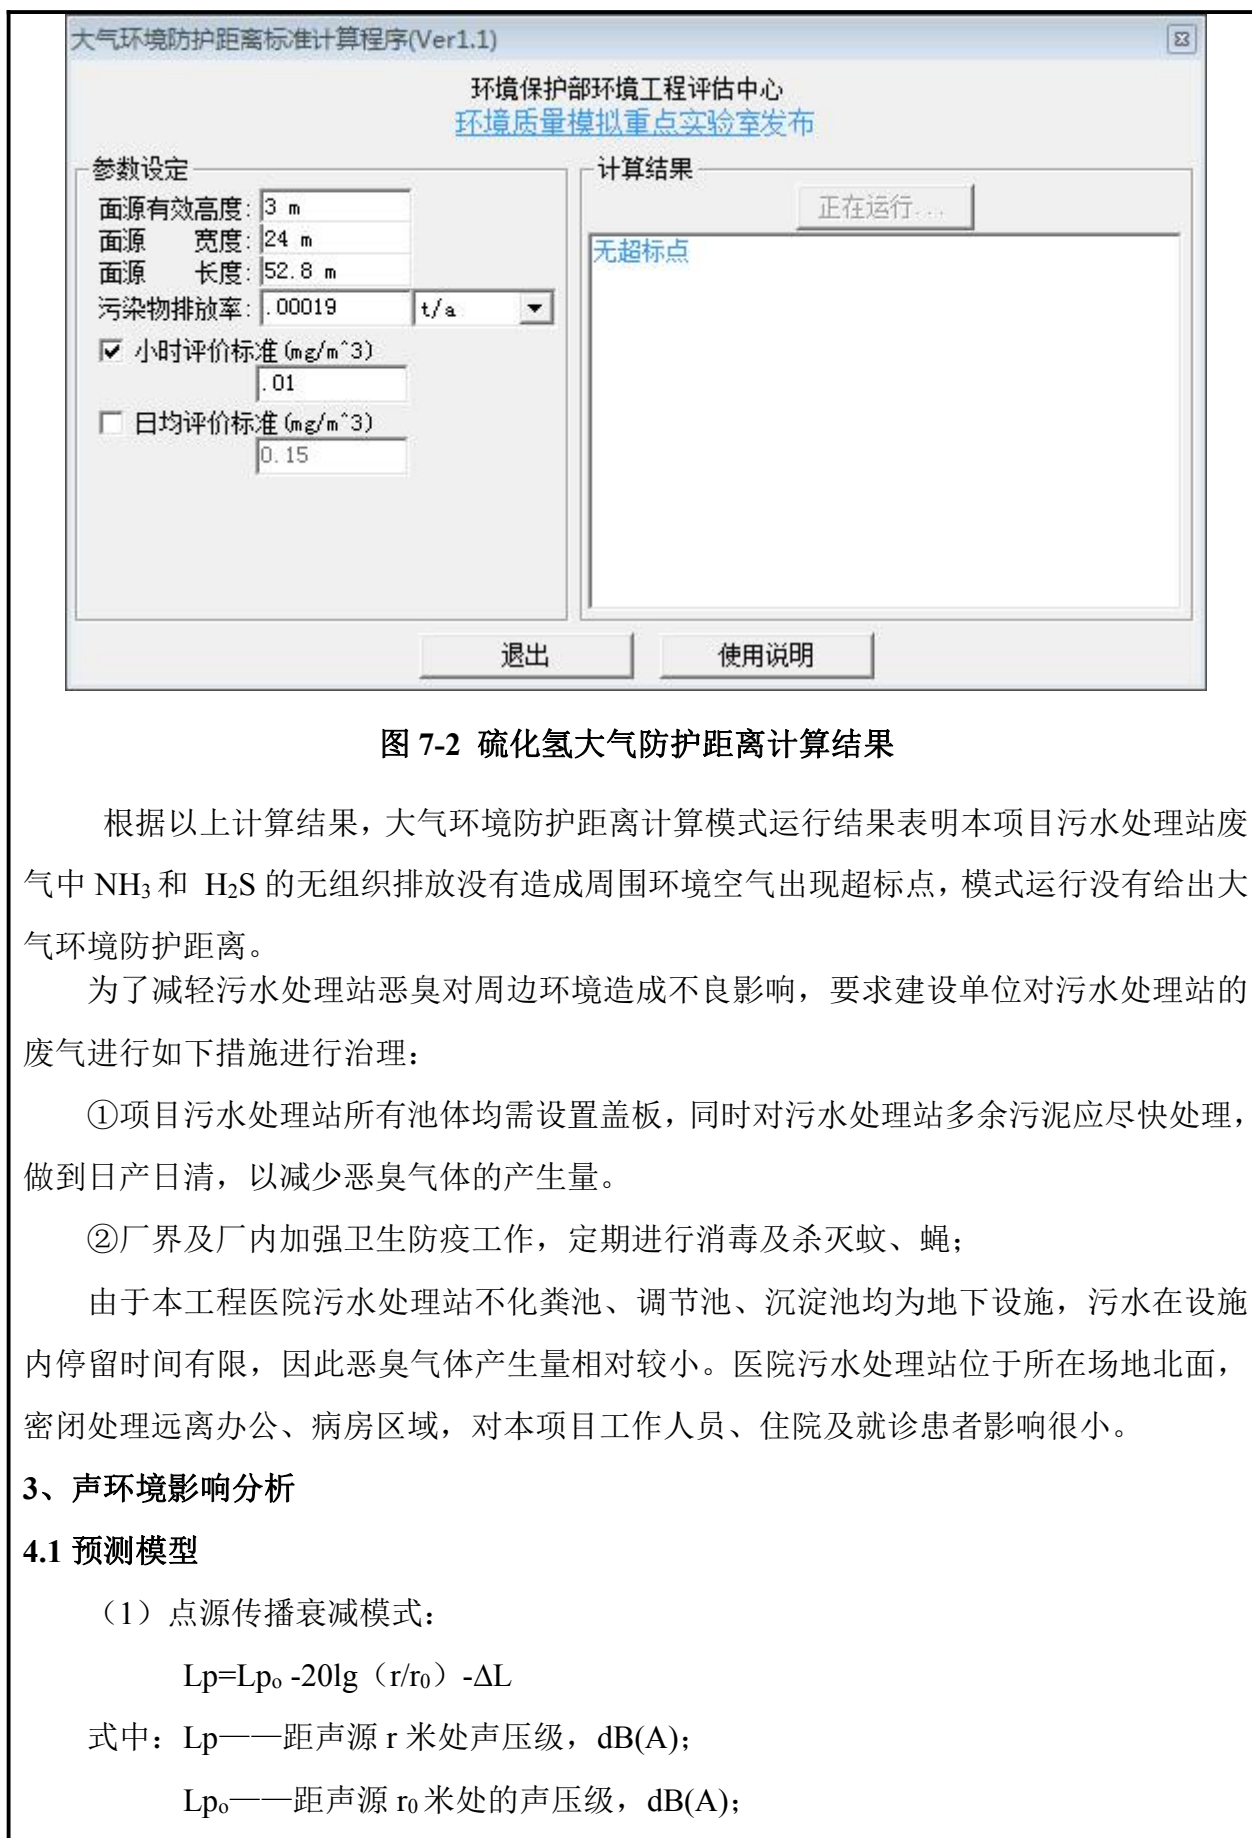 大气环境防护距离标准计算程序(Ver1.1)
环境保护部环境工程评估中心
环境质量模拟重点实验室发布
参数设定
面源有效高度: 3 m
面源 宽度: 24 m
面源 长度: 52.8 m
污染物排放率: .00019 t/a
小时评价标准(mg/m^3)
.01
日均评价标准(mg/m^3)
0.15
计算结果
正在运行...
无超标点
退出 使用说明
图 7-2 硫化氢大气防护距离计算结果
根据以上计算结果，大气环境防护距离计算模式运行结果表明本项目污水处理站废
气中 NH₃和 H₂S 的无组织排放没有造成周围环境空气出现超标点，模式运行没有给出大
气环境防护距离。
为了减轻污水处理站恶臭对周边环境造成不良影响，要求建设单位对污水处理站的
废气进行如下措施进行治理：
①项目污水处理站所有池体均需设置盖板，同时对污水处理站多余污泥应尽快处理，
做到日产日清，以减少恶臭气体的产生量。
②厂界及厂内加强卫生防疫工作，定期进行消毒及杀灭蚊、蝇；
由于本工程医院污水处理站不化粪池、调节池、沉淀池均为地下设施，污水在设施
内停留时间有限，因此恶臭气体产生量相对较小。医院污水处理站位于所在场地北面，
密闭处理远离办公、病房区域，对本项目工作人员、住院及就诊患者影响很小。
3、声环境影响分析
4.1 预测模型
（1）点源传播衰减模式：
Lp=Lpₒ -20lg（r/r₀）-ΔL
式中：Lp——距声源 r 米处声压级，dB(A)；
Lpₒ——距声源 r₀ 米处的声压级，dB(A)；